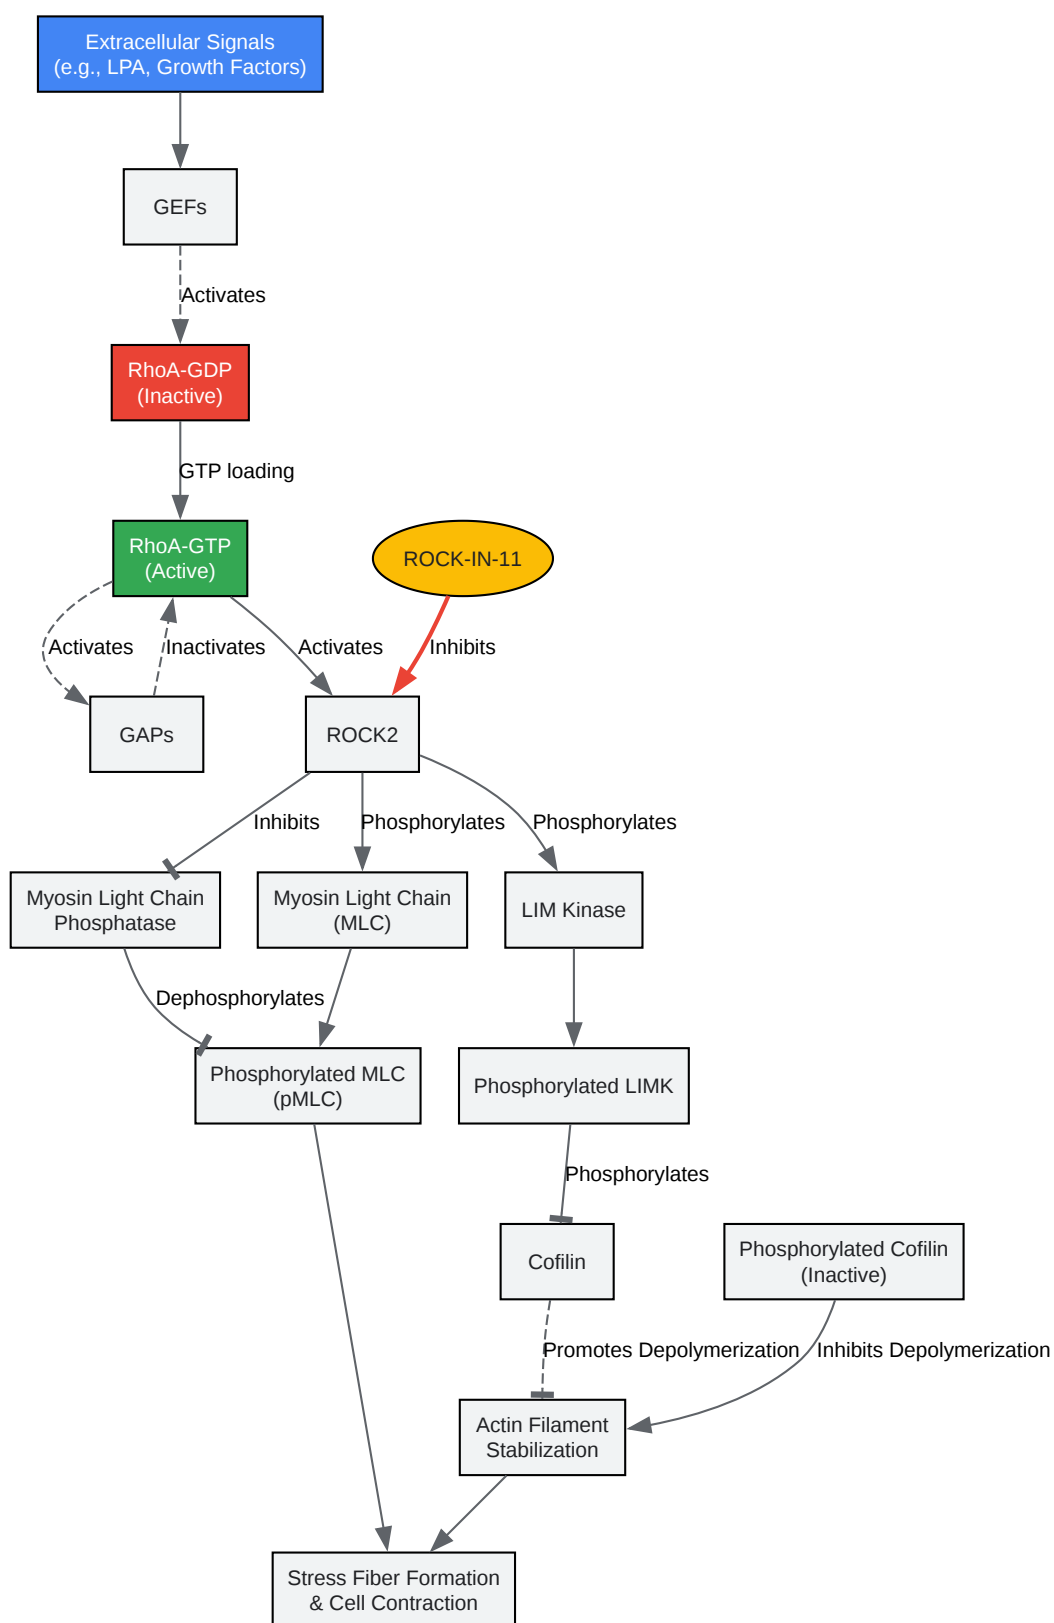 Extracellular Signals
(e.g., LPA, Growth Factors)
GEFs
Activates
RhoA-GDP
(Inactive)
GTP loading
RhoA-GTP
(Active)
ROCK-IN-11
Activates
Inactivates
Activates
Inhibits
GAPs
ROCK2
Inhibits
Phosphorylates
Phosphorylates
Myosin Light Chain
Phosphatase
Myosin Light Chain
(MLC)
LIM Kinase
Dephosphorylates
Phosphorylated MLC
(pMLC)
Phosphorylated LIMK
Phosphorylates
Cofilin
Phosphorylated Cofilin
(Inactive)
Promotes Depolymerization
Inhibits Depolymerization
Actin Filament
Stabilization
Stress Fiber Formation
& Cell Contraction